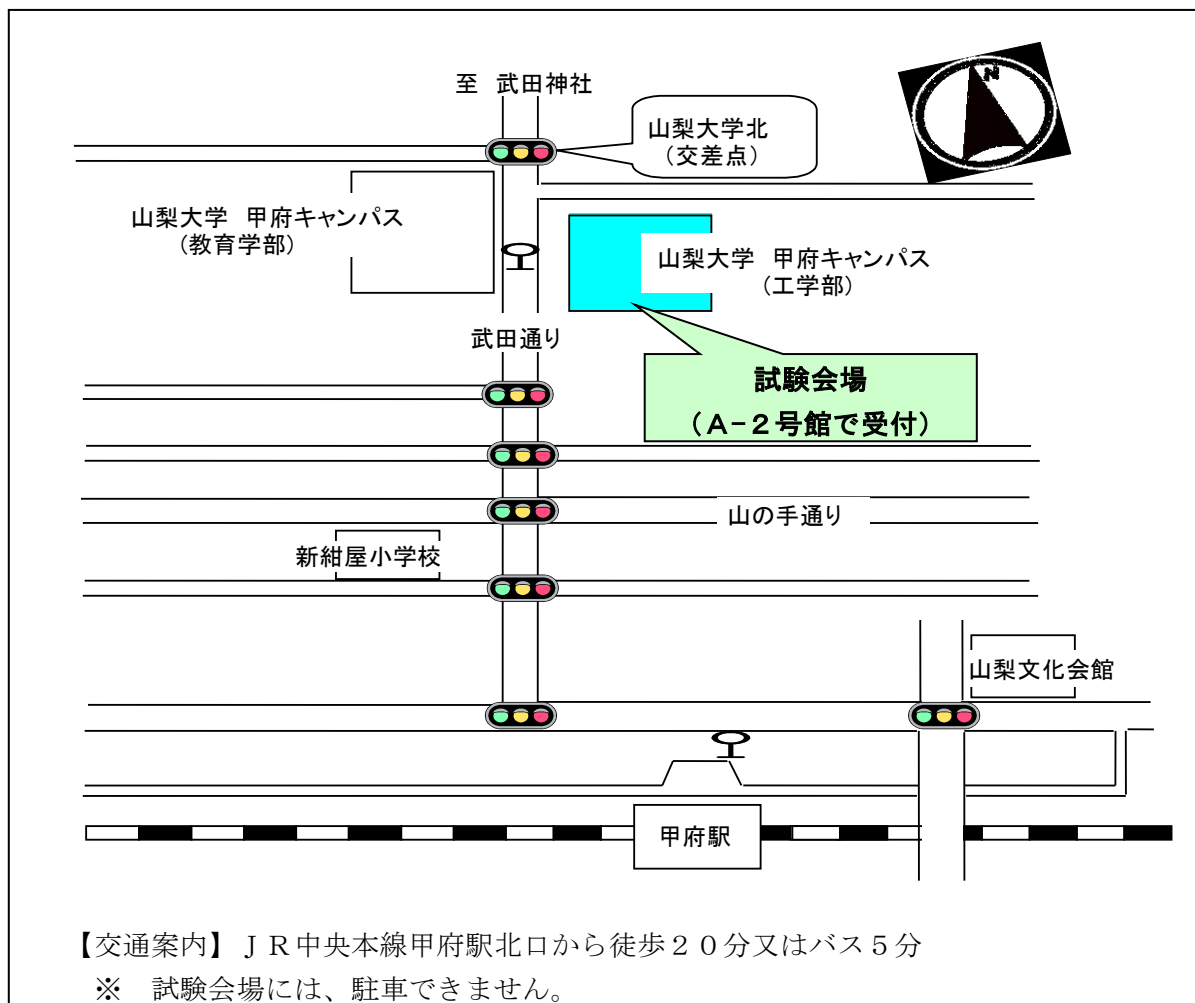 至 武田神社
N
山梨大学北
（交差点）
山梨大学 甲府キャンパス
（教育学部）
山梨大学 甲府キャンパス
（工学部）
武田通り
試験会場
（Ａ−２号館で受付）
山の手通り
新紺屋小学校
山梨文化会館
甲府駅
【交通案内】ＪＲ中央本線甲府駅北口から徒歩２０分又はバス５分
※　試験会場には、駐車できません。